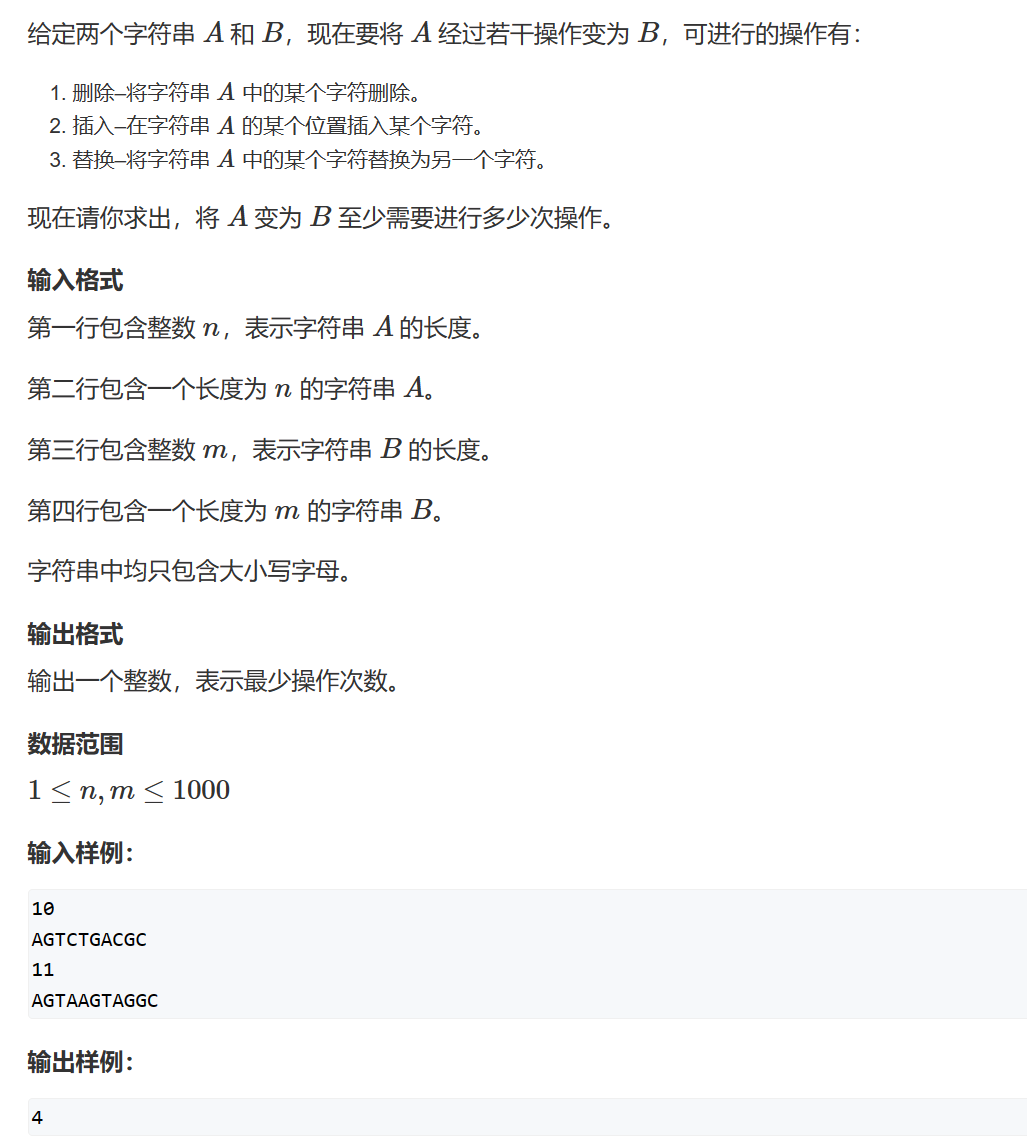 给定两个字符串 A 和 B，现在要将 A 经过若干操作变为 B，可进行的操作有：
1. 删除–将字符串 A 中的某个字符删除。
2. 插入–在字符串 A 的某个位置插入某个字符。
3. 替换–将字符串 A 中的某个字符替换为另一个字符。
现在请你求出，将 A 变为 B 至少需要进行多少次操作。
输入格式
第一行包含整数 n，表示字符串 A 的长度。
第二行包含一个长度为 n 的字符串 A。
第三行包含整数 m，表示字符串 B 的长度。
第四行包含一个长度为 m 的字符串 B。
字符串中均只包含大小写字母。
输出格式
输出一个整数，表示最少操作次数。
数据范围
1 ≤ n, m ≤ 1000
输入样例：
10
AGTCTGACGC
11
AGTAAGTAGGC
输出样例：
4